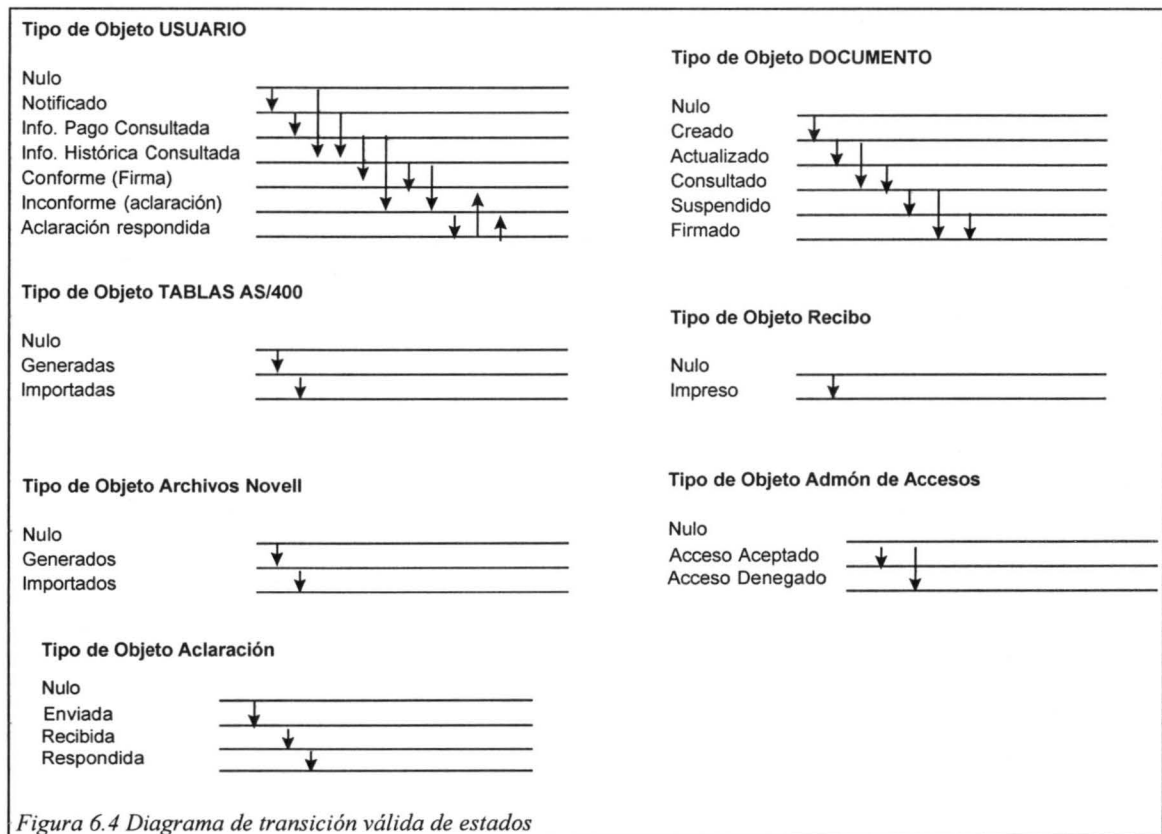 Tipo de Objeto USUARIO
Nulo
Notificado
Info. Pago Consultada
Info. Histórica Consultada
Conforme (Firma)
Inconforme (aclaración)
Aclaración respondida
Tipo de Objeto DOCUMENTO
Nulo
Creado
Actualizado
Consultado
Suspendido
Firmado
Tipo de Objeto TABLAS AS/400
Nulo
Generadas
Importadas
Tipo de Objeto Recibo
Nulo
Impreso
Tipo de Objeto Archivos Novell
Nulo
Generados
Importados
Tipo de Objeto Admón de Accesos
Nulo
Acceso Aceptado
Acceso Denegado
Tipo de Objeto Aclaración
Nulo
Enviada
Recibida
Respondida
Figura 6.4 Diagrama de transición válida de estados